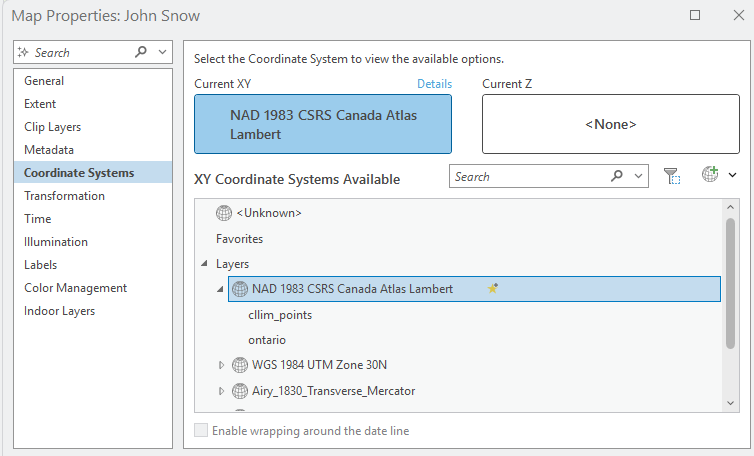 Map Properties: John Snow
Search
General
Extent
Clip Layers
Metadata
Coordinate Systems
Transformation
Time
Illumination
Labels
Color Management
Indoor Layers
Select the Coordinate System to view the available options.
Current XY
Details
Current Z
NAD 1983 CSRS Canada Atlas
Lambert
<None>
XY Coordinate Systems Available
Search
<Unknown>
Favorites
Layers
NAD 1983 CSRS Canada Atlas Lambert
cllim_points
ontario
WGS 1984 UTM Zone 30N
Airy_1830_Transverse_Mercator
Enable wrapping around the date line